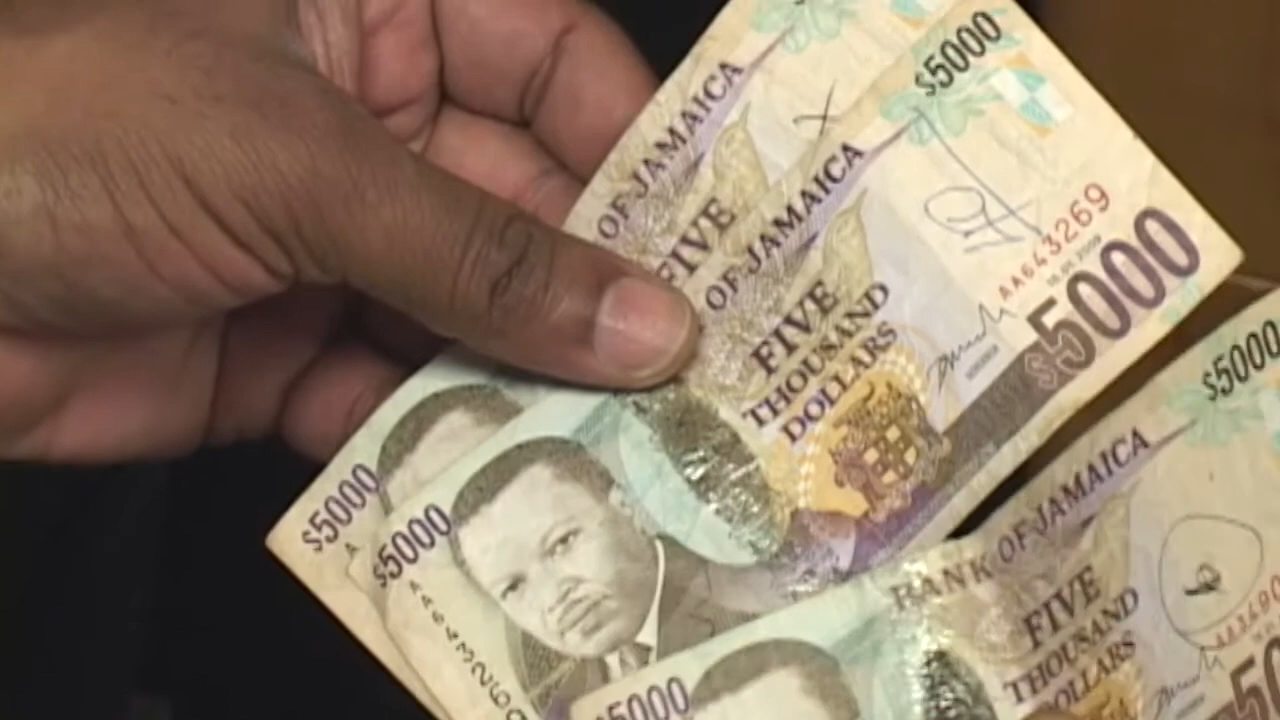 OF JAMAICA
FIVE
$5000
$5000
OF JAMAICA
FIVE
THOUSAND
DOLLARS
AA643269
$5000
$5000
AA643269
$5000
BANK OF JAMAICA
FIVE
THOUSAND
DOLLARS
$5000